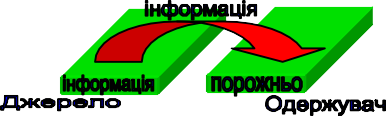 інформація
інформація
порожньо
Джерело
Одержувач